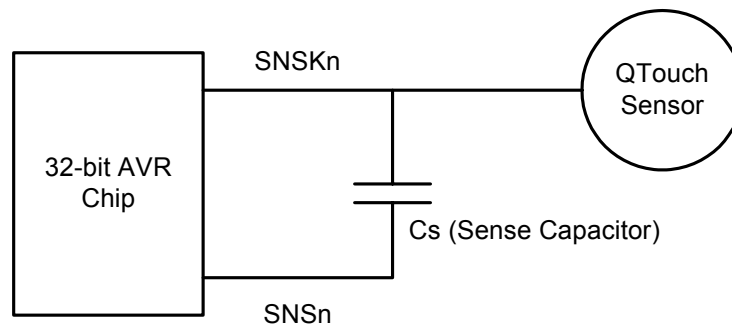 SNSKn
QTouch
Sensor
32-bit AVR
Chip
Cs (Sense Capacitor)
SNSn